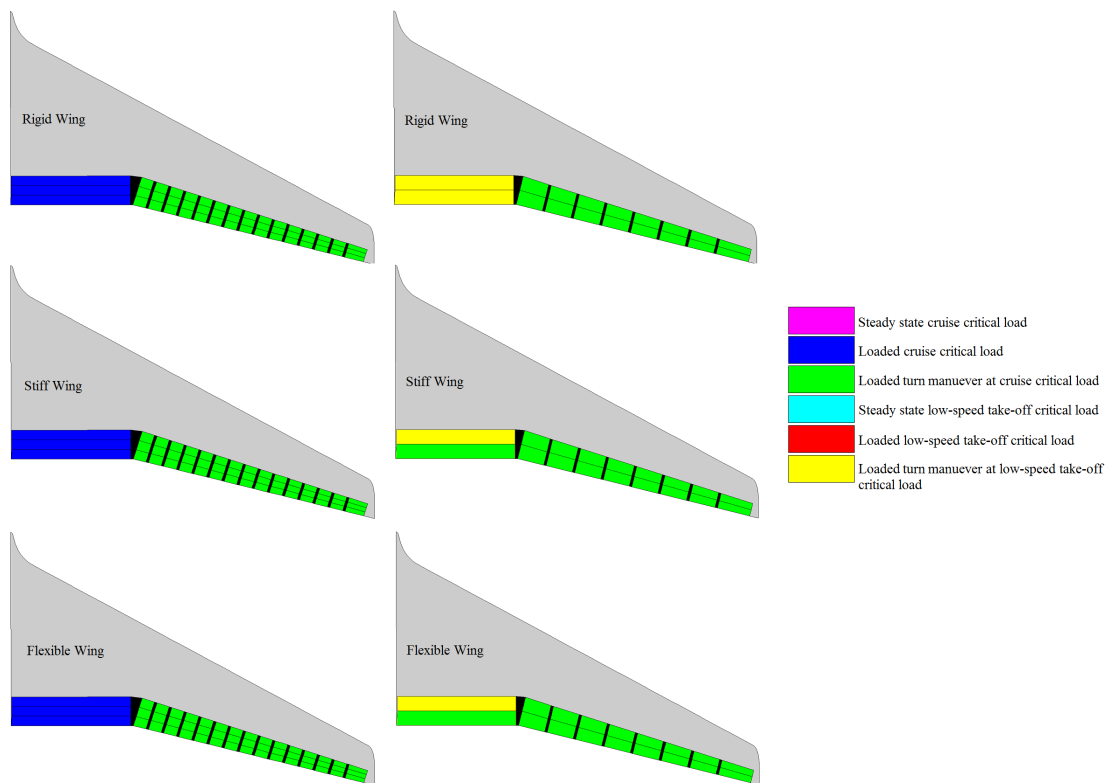 Rigid Wing
Rigid Wing
Stiff Wing
Stiff Wing
Flexible Wing
Flexible Wing
Steady state cruise critical load
Loaded cruise critical load
Loaded turn manuever at cruise critical load
Steady state low-speed take-off critical load
Loaded low-speed take-off critical load
Loaded turn manuever at low-speed take-off
critical load